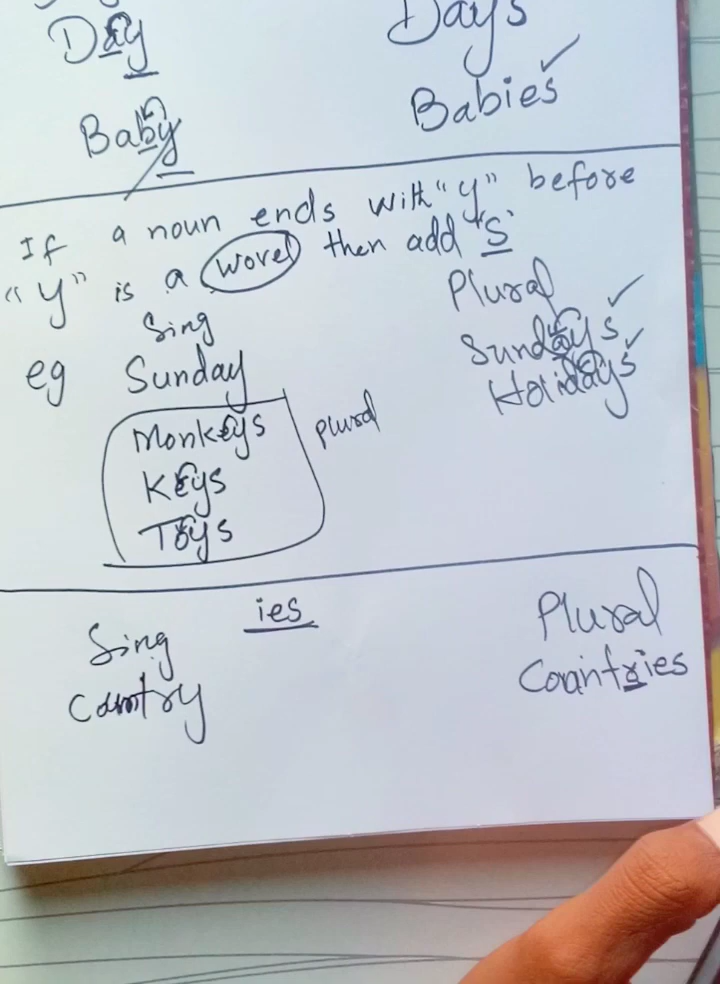 Day Days
Baby Babies
If a noun ends with "y" before
"y" is a wovel then add "S"
Sing Plural
eg Sunday Sundays
Holidays
Monkeys plural
Keys
Toys
Sing ies Plural
Country Countries